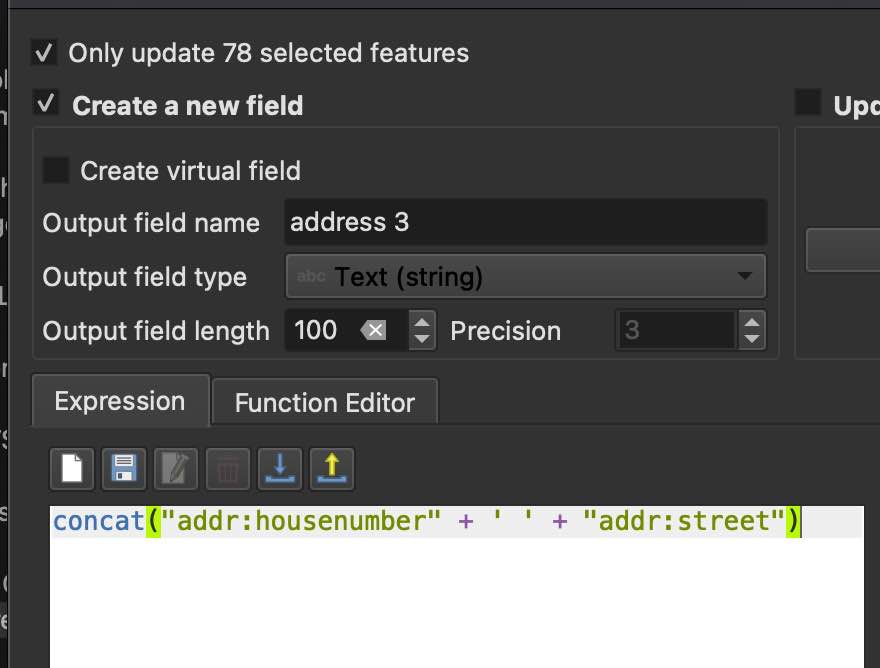 Only update 78 selected features
Create a new field
Create virtual field
Output field name address 3
Output field type abc Text (string)
Output field length 100 Precision 3
Expression Function Editor
concat("addr:housenumber" + ' ' + "addr:street")